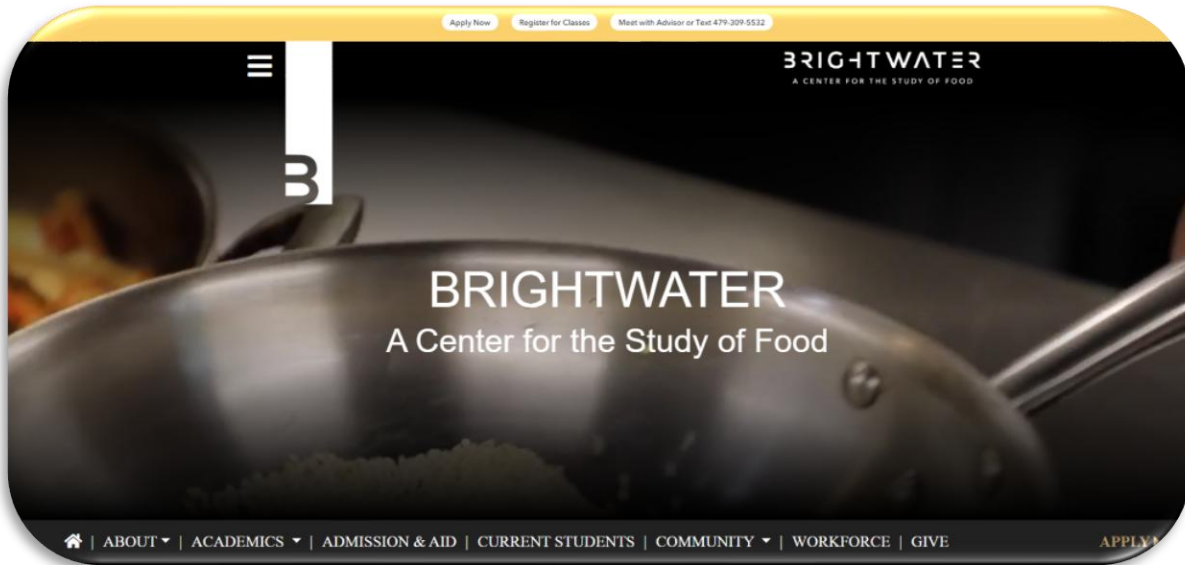 Apply Now Register for Classes Meet with Advisor or Text 479-309-5532
BRIGHTWATER
A CENTER FOR THE STUDY OF FOOD
B
BRIGHTWATER
A Center for the Study of Food
| ABOUT | ACADEMICS | ADMISSION & AID | CURRENT STUDENTS | COMMUNITY | WORKFORCE | GIVE APPLY